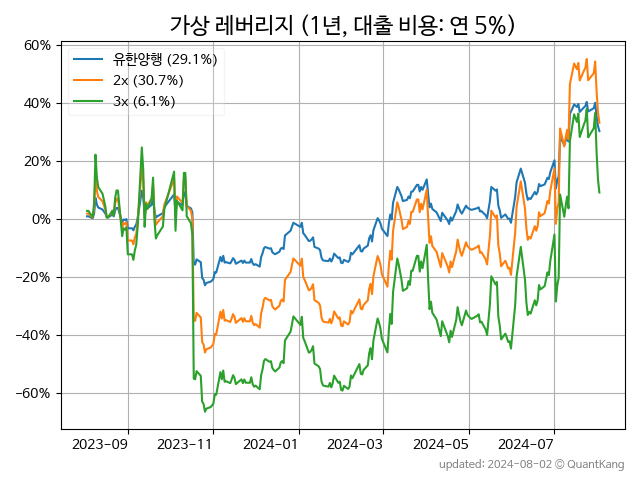 가상 레버리지 (1년, 대출 비용: 연 5%)
유한양행 (29.1%)
2x (30.7%)
3x (6.1%)
60%
40%
20%
0%
−20%
−40%
−60%
2023-09
2023-11
2024-01
2024-03
2024-05
2024-07
updated: 2024-08-02 © QuantKang